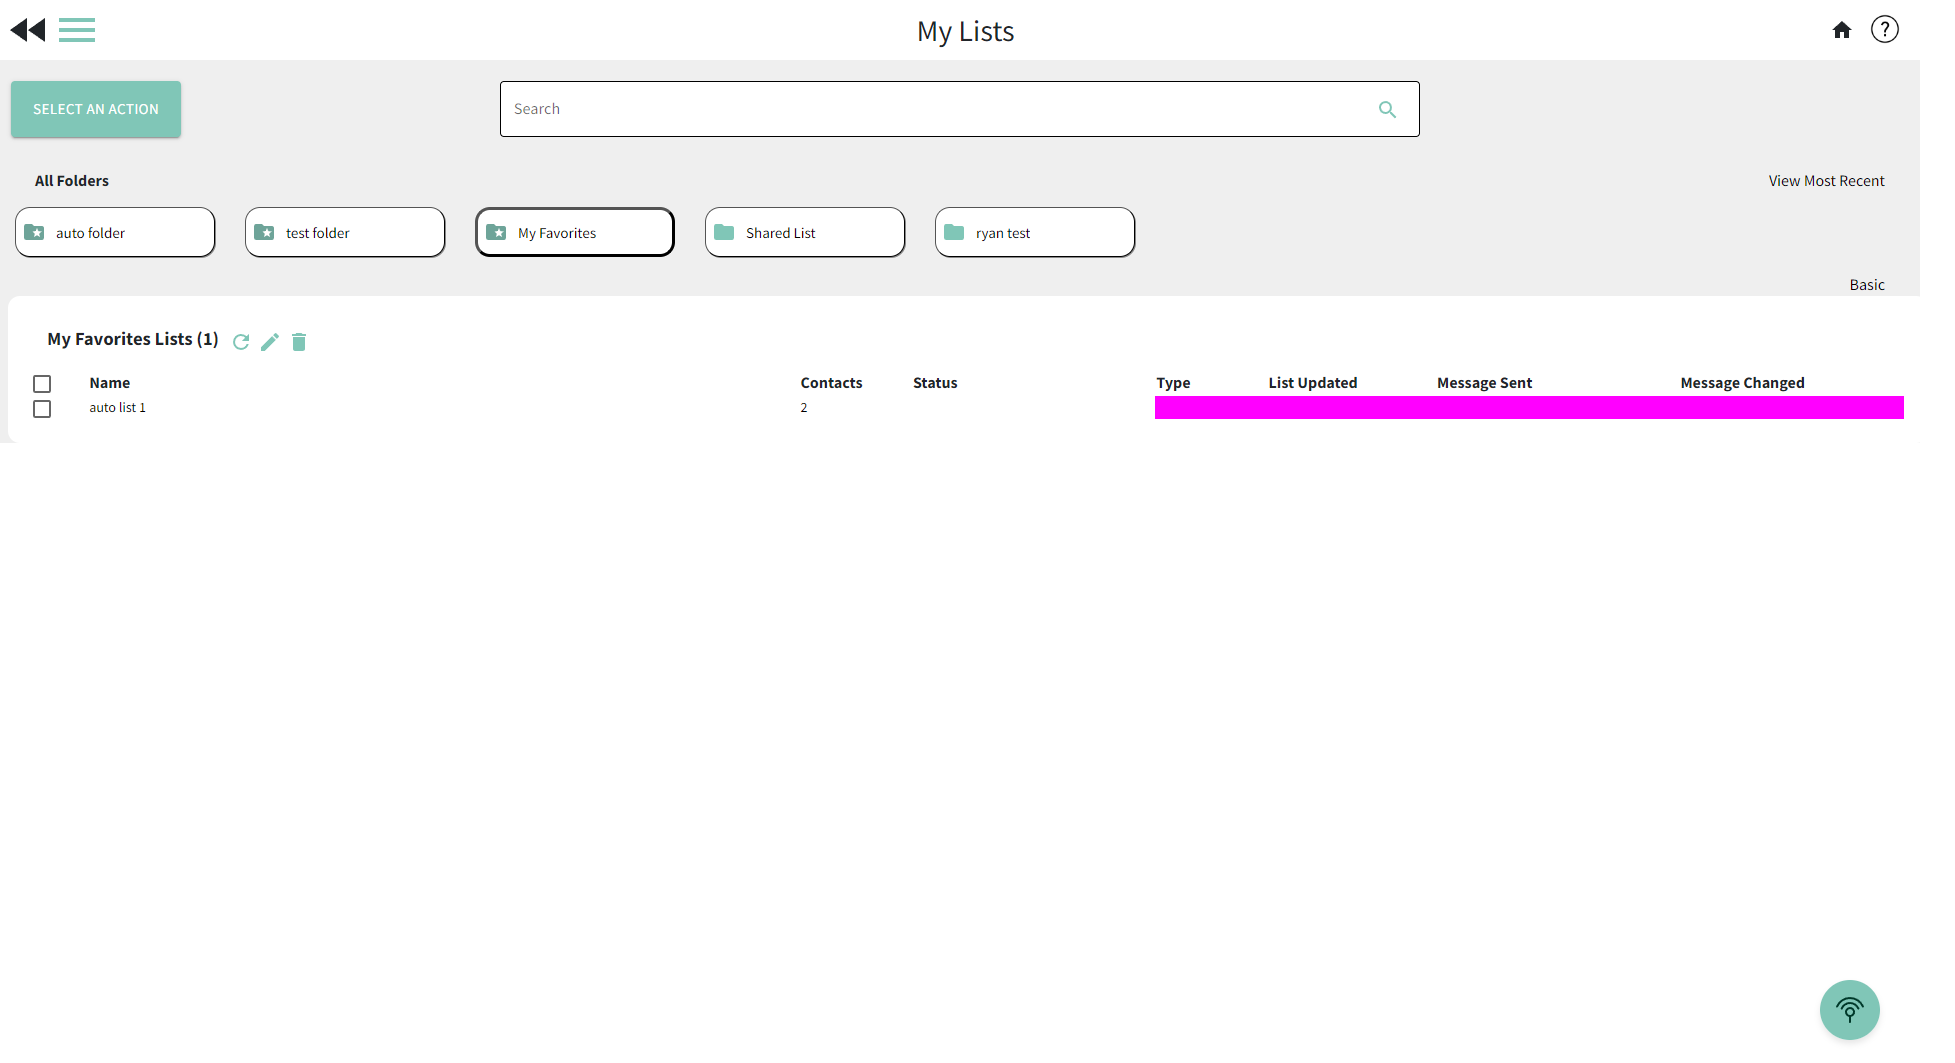 My Lists
?
SELECT AN ACTION
Search
All Folders
View Most Recent
auto folder
test folder
My Favorites
Shared List
ryan test
Basic
My Favorites Lists (1)
Name Contacts Status Type List Updated Message Sent Message Changed
auto list 1 2